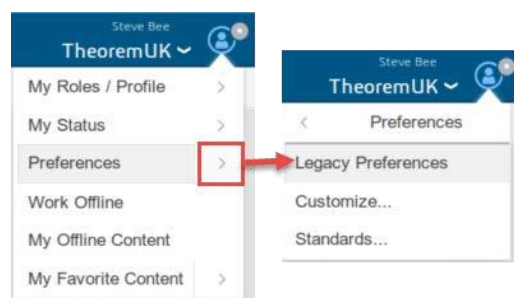 Steve Bee
TheoremUK
My Roles / Profile
My Status
Preferences
Work Offline
My Offline Content
My Favorite Content
Steve Bee
TheoremUK
Preferences
Legacy Preferences
Customize...
Standards...